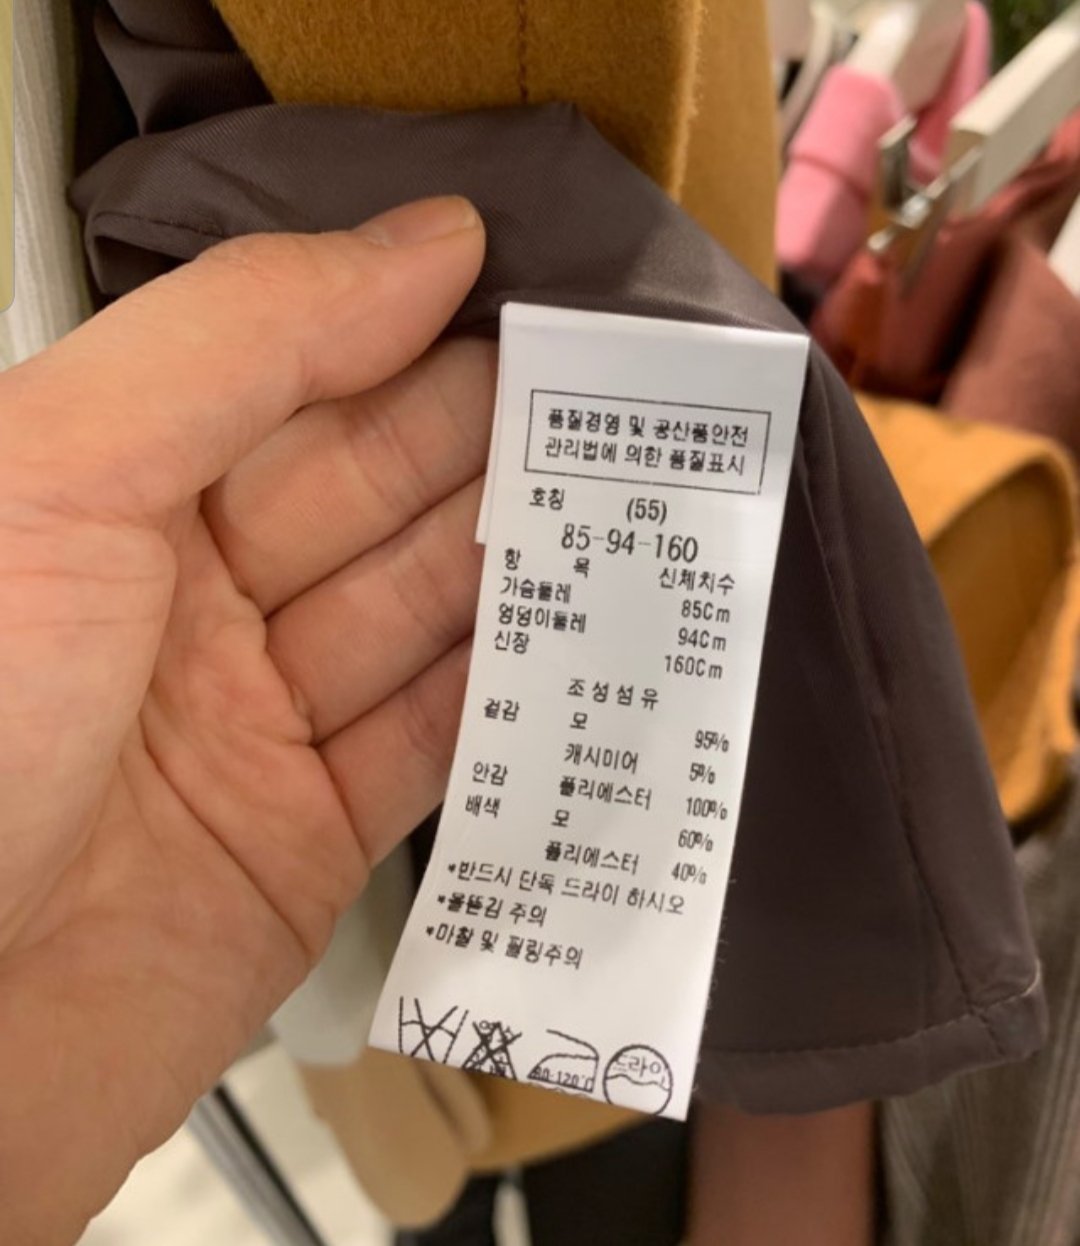 품질경영 및 공산품안전
관리법에 의한 품질표시
호칭 (55)
85-94-160
항 목 신체치수
가슴둘레 85Cm
엉덩이둘레 94Cm
신장 160Cm
조성섬유
겉감 모 95%
캐시미어 5%
안감 폴리에스터 100%
배색 모 60%
폴리에스터 40%
*반드시 단독 드라이 하시오
*올뜯김 주의
*마찰 및 필링주의
80-120℃ 드라이